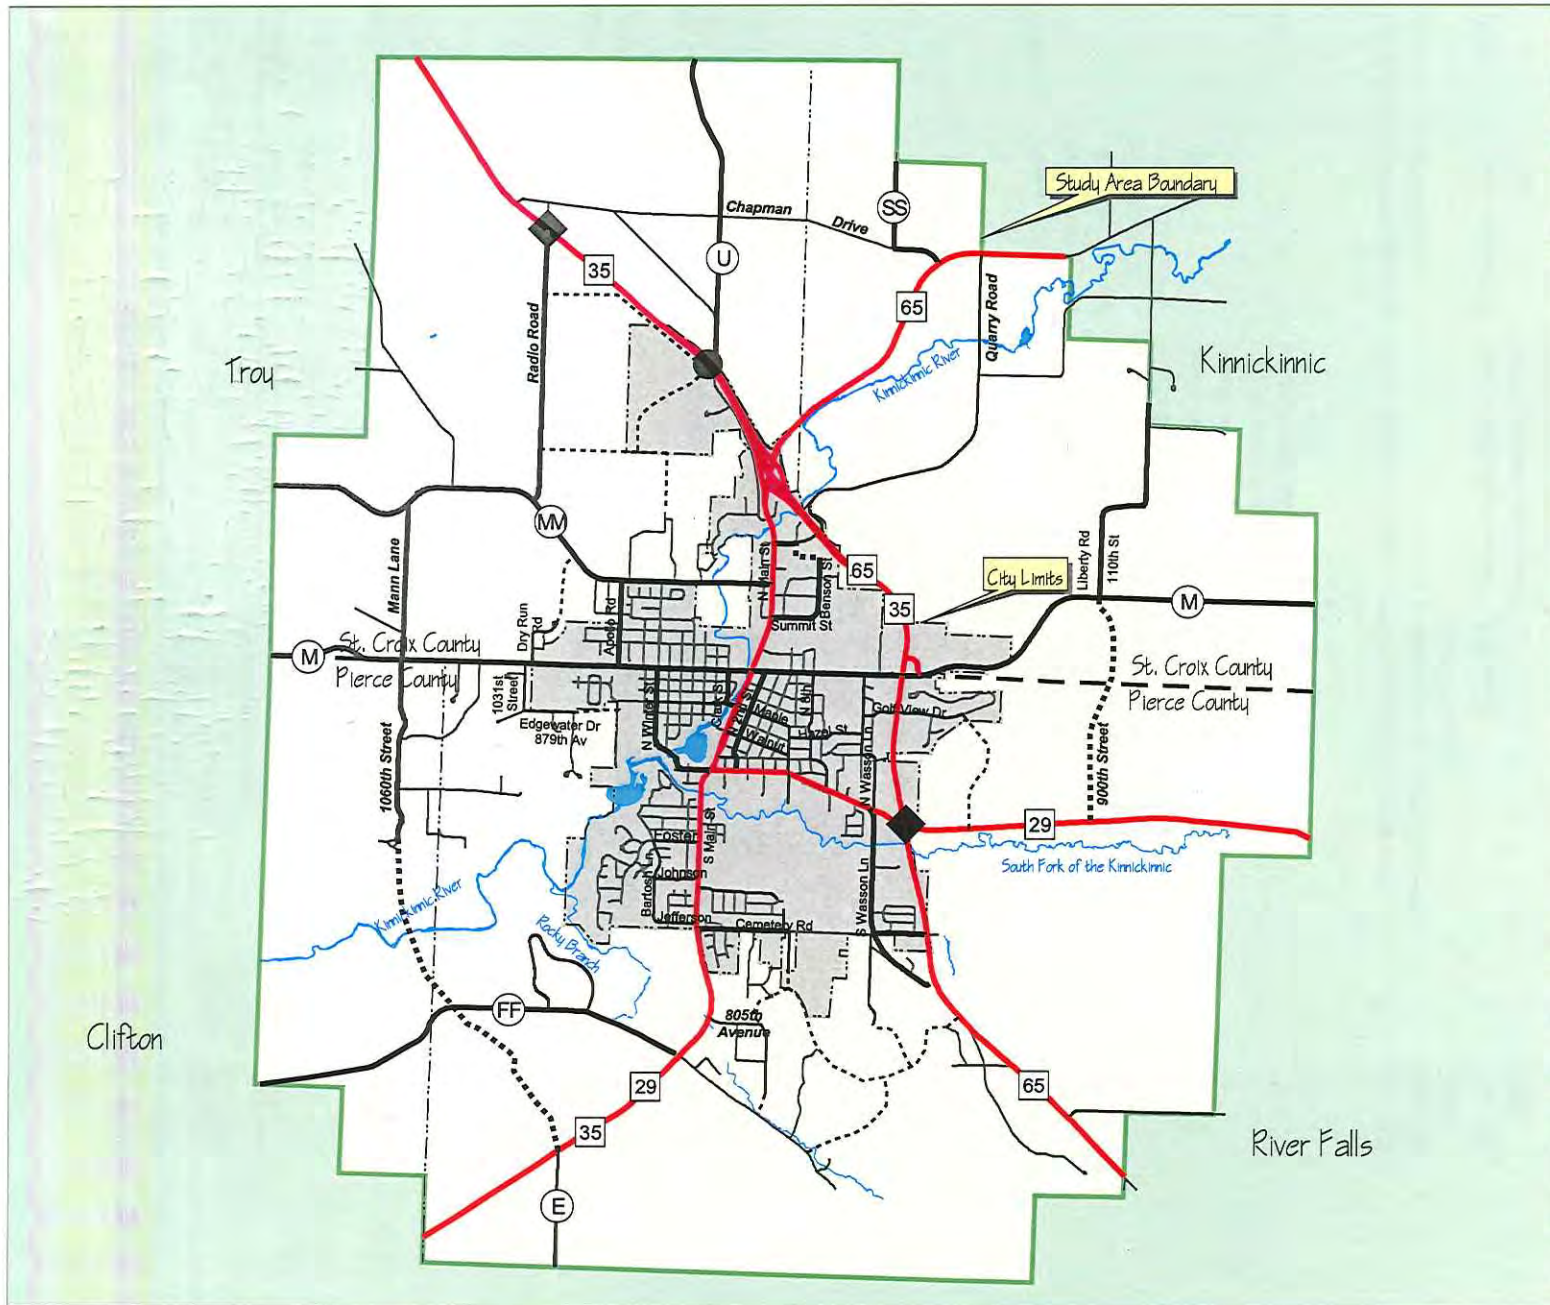 Study Area Boundary
SS
Chapman
Drive
U
35
65
Quarry Road
Radio Road
Troy
Kinnickinnic River
Kinnickinnic
MM
Mann Lane
N Main St
65
Benson St
Liberty Rd
110th St
City Limits
35
M
Apollo Rd
Dry Run
Rd
Summit St
St. Croix County
M
Pierce County
St. Croix County
Pierce County
1031st
Street
N Winter St
N 2nd St
Maple
N 8th
Golf View Dr
Edgewater Dr
879th Av
Walnut
Hazel St
N Wasson Ln
1060th Street
900th Street
29
Foster
S Main St
South Fork of the Kinnickinnic
Johnson
S Wasson Ln
Kinnickinnic River
Jefferson
Cemetery Rd
Rocky Branch
FF
805th
Avenue
Clifton
29
65
35
River Falls
E